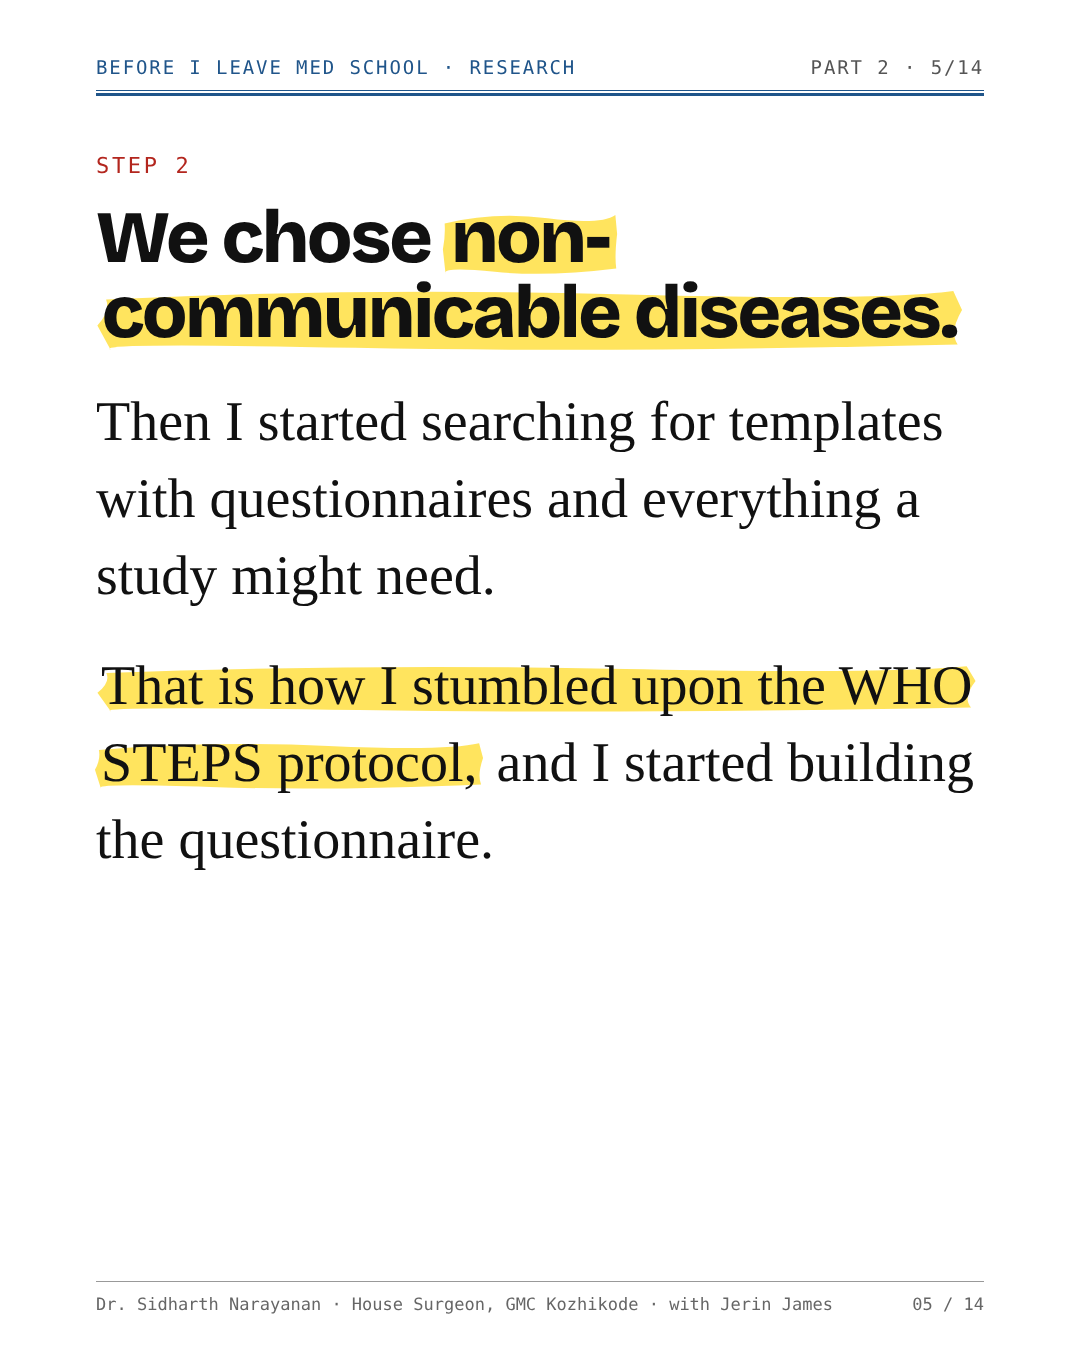 BEFORE I LEAVE MED SCHOOL · RESEARCH
PART 2 · 5/14
STEP 2
We chose non-
communicable diseases.
Then I started searching for templates
with questionnaires and everything a
study might need.
That is how I stumbled upon the WHO
STEPS protocol, and I started building
the questionnaire.
Dr. Sidharth Narayanan · House Surgeon, GMC Kozhikode · with Jerin James
05 / 14